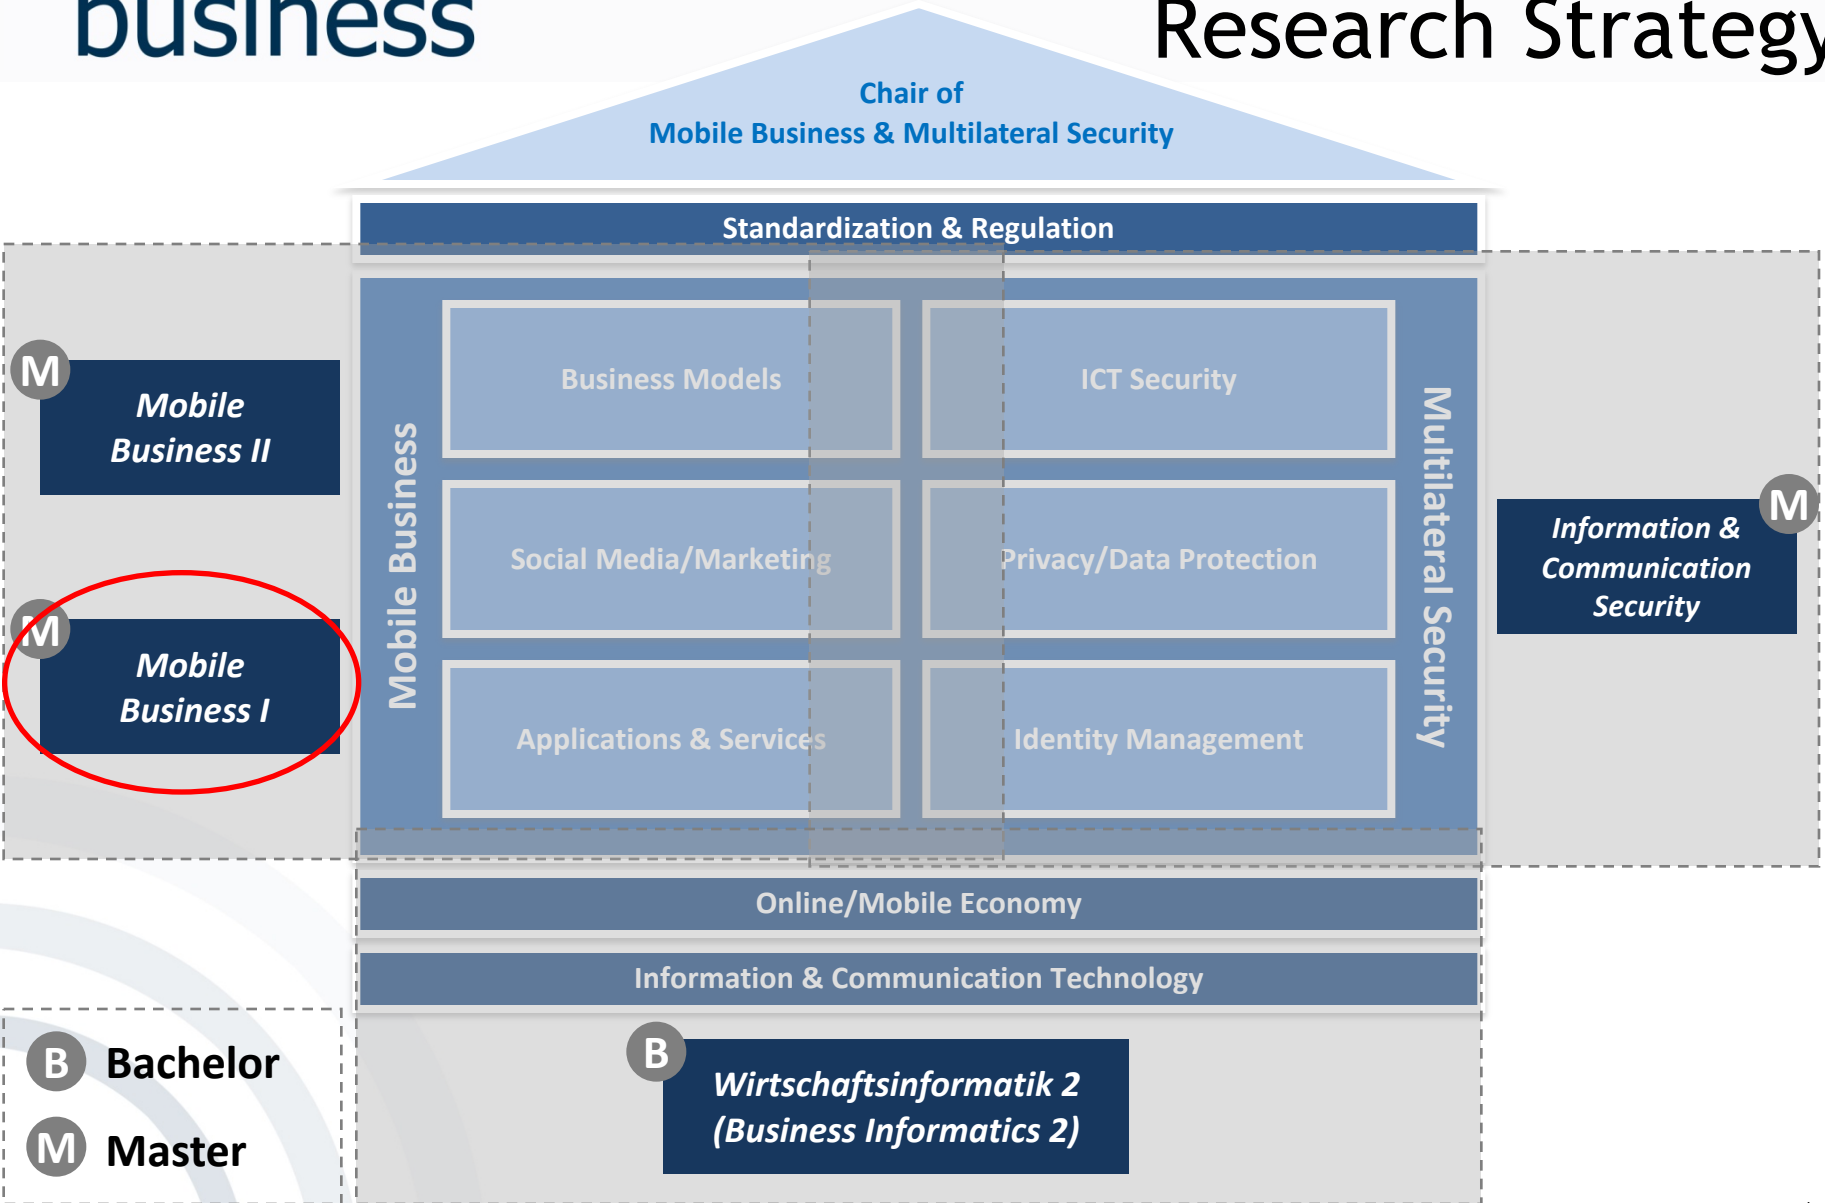 business
Research Strategy
Chair of
Mobile Business & Multilateral Security
Standardization & Regulation
M
Mobile
Business II
M
Mobile
Business I
Mobile Business
Business Models
ICT Security
Social Media/Marketing
Privacy/Data Protection
Applications & Services
Identity Management
Multilateral Security
M
Information &
Communication
Security
Online/Mobile Economy
Information & Communication Technology
B
Wirtschaftsinformatik 2
(Business Informatics 2)
B Bachelor
M Master